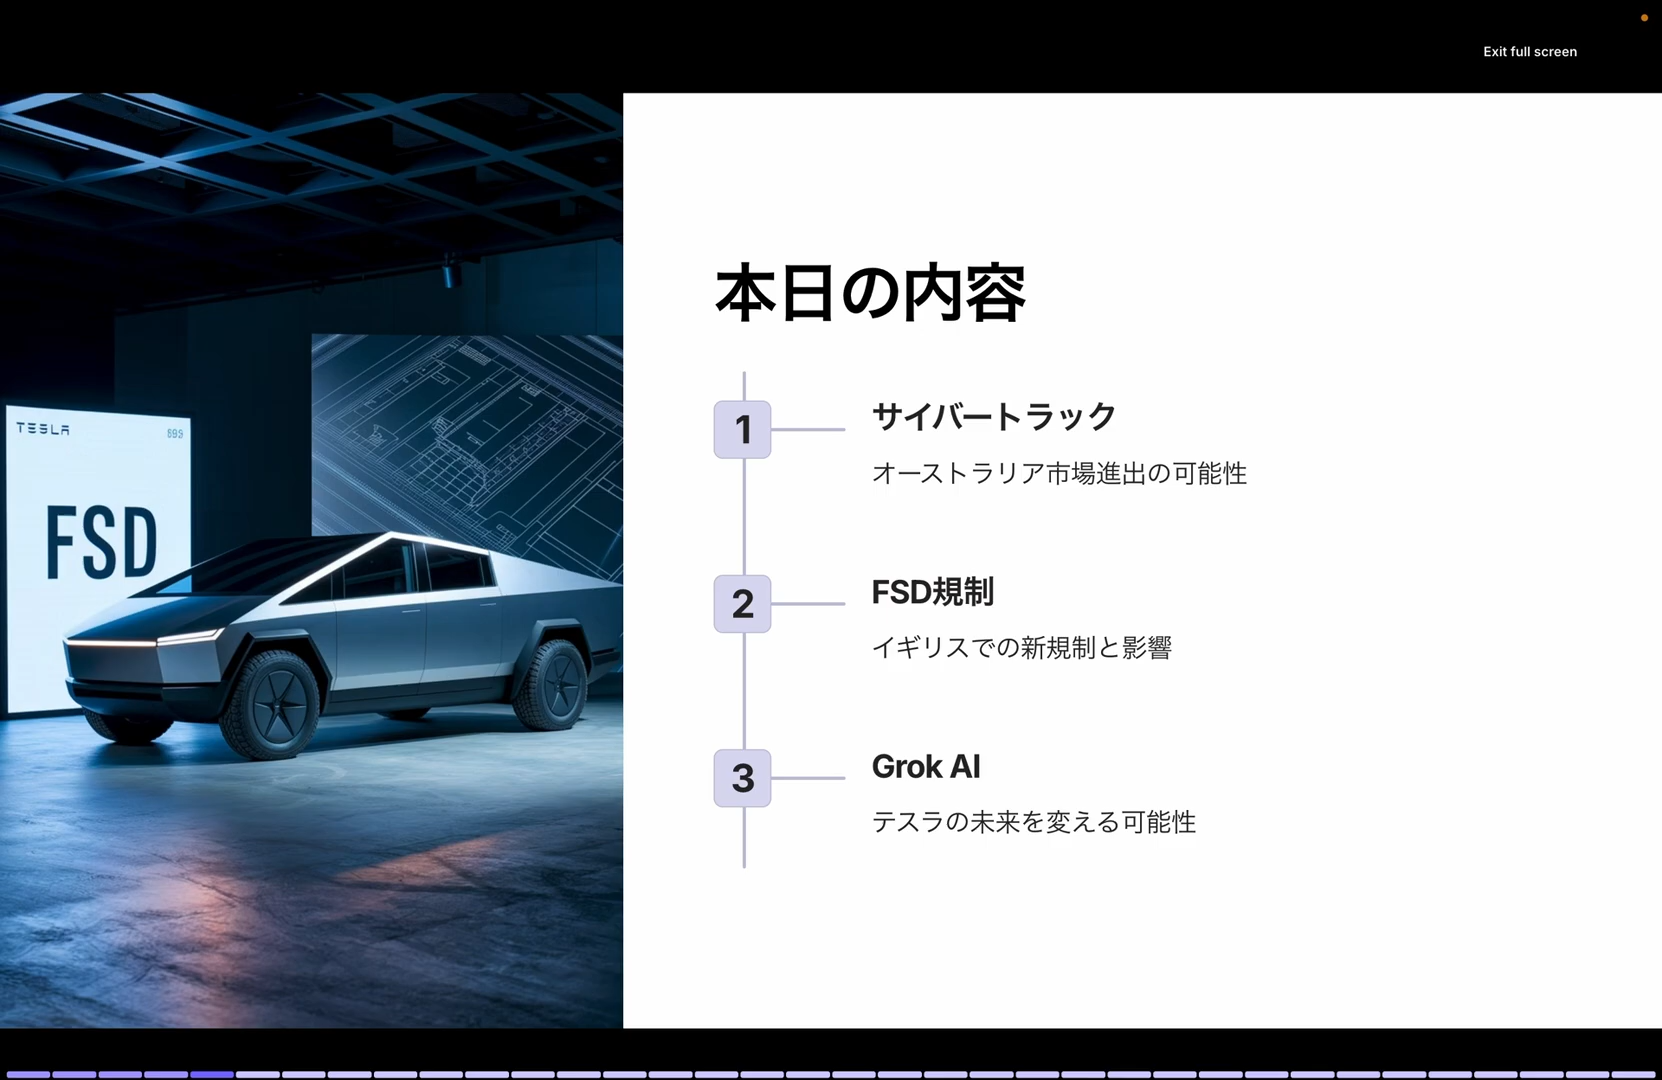 Exit full screen
TESLA
FSD
本日の内容
1
サイバートラック
オーストラリア市場進出の可能性
2
FSD規制
イギリスでの新規制と影響
3
Grok AI
テスラの未来を変える可能性